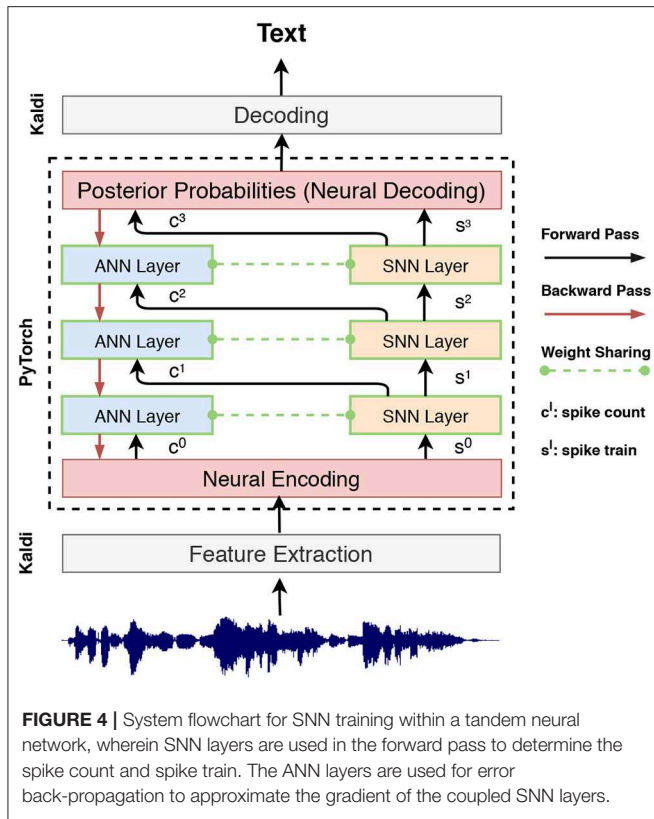 Text
Kaldi
Decoding
PyTorch
Posterior Probabilities (Neural Decoding)
c³ s³
ANN Layer SNN Layer
c² s²
ANN Layer SNN Layer
c¹ s¹
ANN Layer SNN Layer
c⁰ s⁰
Neural Encoding
Kaldi
Feature Extraction
Forward Pass
Backward Pass
Weight Sharing
cˡ: spike count
sˡ: spike train
FIGURE 4 | System flowchart for SNN training within a tandem neural
network, wherein SNN layers are used in the forward pass to determine the
spike count and spike train. The ANN layers are used for error
back-propagation to approximate the gradient of the coupled SNN layers.